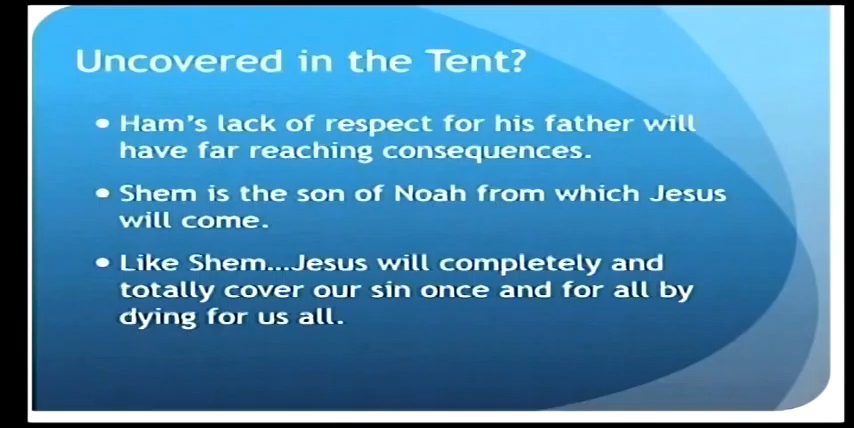 Uncovered in the Tent?
• Ham's lack of respect for his father will
have far reaching consequences.
• Shem is the son of Noah from which Jesus
will come.
• Like Shem...Jesus will completely and
totally cover our sin once and for all by
dying for us all.